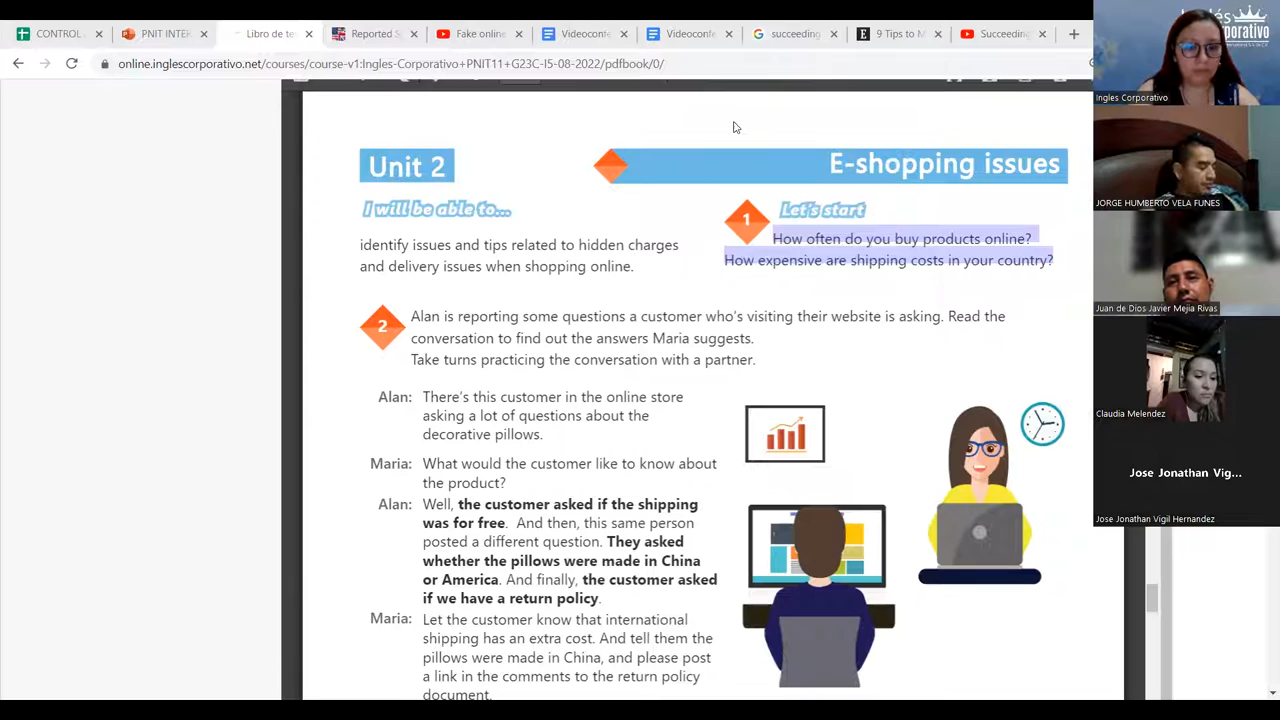 CONTROL
PNIT INTER
Libro de te
Reported S
Fake online
Videoconfe
Videoconfe
succeeding
9 Tips to M
Succeeding
online.inglescorporativo.net/courses/course-v1:Ingles-Corporativo+PNIT11+G23C-I5-08-2022/pdfbook/0/
Unit 2
E-shopping issues
I will be able to...
identify issues and tips related to hidden charges
and delivery issues when shopping online.
1
Let's start
How often do you buy products online?
How expensive are shipping costs in your country?
2
Alan is reporting some questions a customer who's visiting their website is asking. Read the
conversation to find out the answers Maria suggests.
Take turns practicing the conversation with a partner.
Alan: There's this customer in the online store
asking a lot of questions about the
decorative pillows.
Maria: What would the customer like to know about
the product?
Alan: Well, the customer asked if the shipping
was for free. And then, this same person
posted a different question. They asked
whether the pillows were made in China
or America. And finally, the customer asked
if we have a return policy.
Maria: Let the customer know that international
shipping has an extra cost. And tell them the
pillows were made in China, and please post
a link in the comments to the return policy
document.
Ingles Corporativo
JORGE HUMBERTO VELA FUNES
Juan de Dios Javier Mejia Rivas
Claudia Melendez
Jose Jonathan Vig...
Jose Jonathan Vigil Hernandez